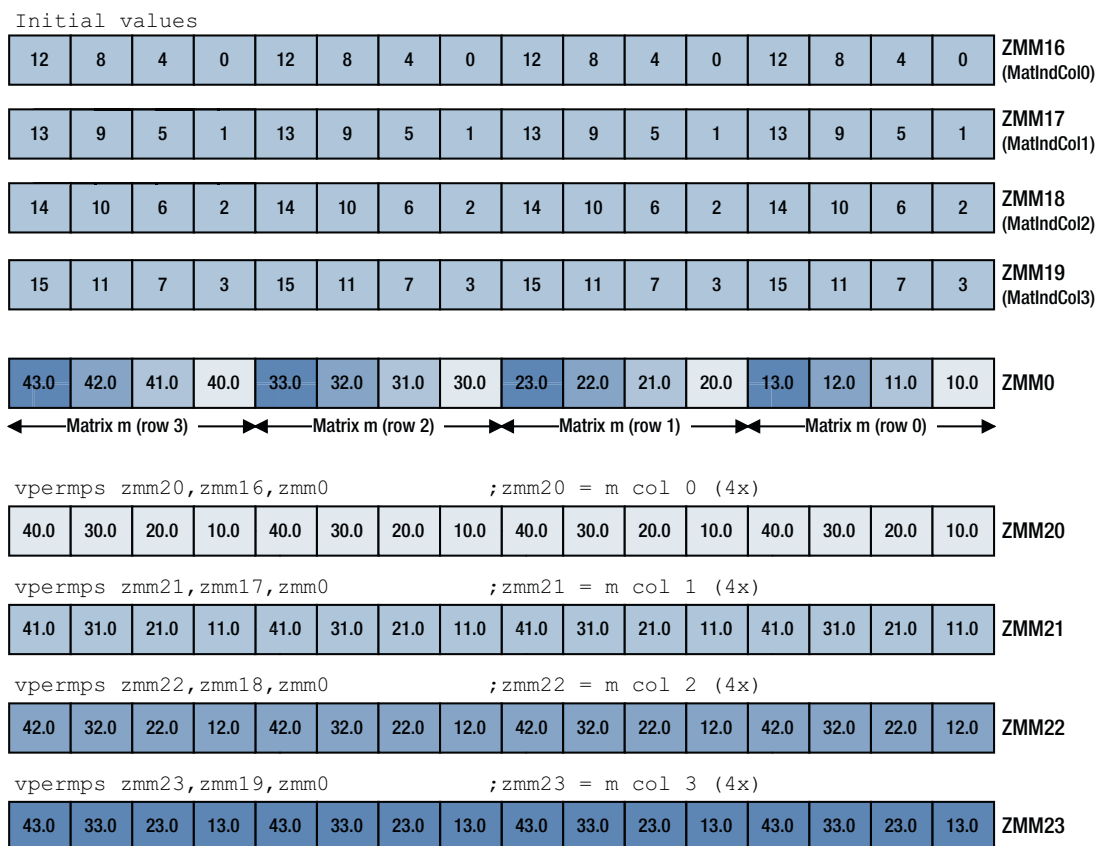 Initial values
12 8 4 0 12 8 4 0 12 8 4 0 12 8 4 0 ZMM16
(MatIndCol0)
13 9 5 1 13 9 5 1 13 9 5 1 13 9 5 1 ZMM17
(MatIndCol1)
14 10 6 2 14 10 6 2 14 10 6 2 14 10 6 2 ZMM18
(MatIndCol2)
15 11 7 3 15 11 7 3 15 11 7 3 15 11 7 3 ZMM19
(MatIndCol3)
43.0 42.0 41.0 40.0 33.0 32.0 31.0 30.0 23.0 22.0 21.0 20.0 13.0 12.0 11.0 10.0 ZMM0
Matrix m (row 3) Matrix m (row 2) Matrix m (row 1) Matrix m (row 0)
vpermps zmm20,zmm16,zmm0 ;zmm20 = m col 0 (4x)
40.0 30.0 20.0 10.0 40.0 30.0 20.0 10.0 40.0 30.0 20.0 10.0 40.0 30.0 20.0 10.0 ZMM20
vpermps zmm21,zmm17,zmm0 ;zmm21 = m col 1 (4x)
41.0 31.0 21.0 11.0 41.0 31.0 21.0 11.0 41.0 31.0 21.0 11.0 41.0 31.0 21.0 11.0 ZMM21
vpermps zmm22,zmm18,zmm0 ;zmm22 = m col 2 (4x)
42.0 32.0 22.0 12.0 42.0 32.0 22.0 12.0 42.0 32.0 22.0 12.0 42.0 32.0 22.0 12.0 ZMM22
vpermps zmm23,zmm19,zmm0 ;zmm23 = m col 3 (4x)
43.0 33.0 23.0 13.0 43.0 33.0 23.0 13.0 43.0 33.0 23.0 13.0 43.0 33.0 23.0 13.0 ZMM23